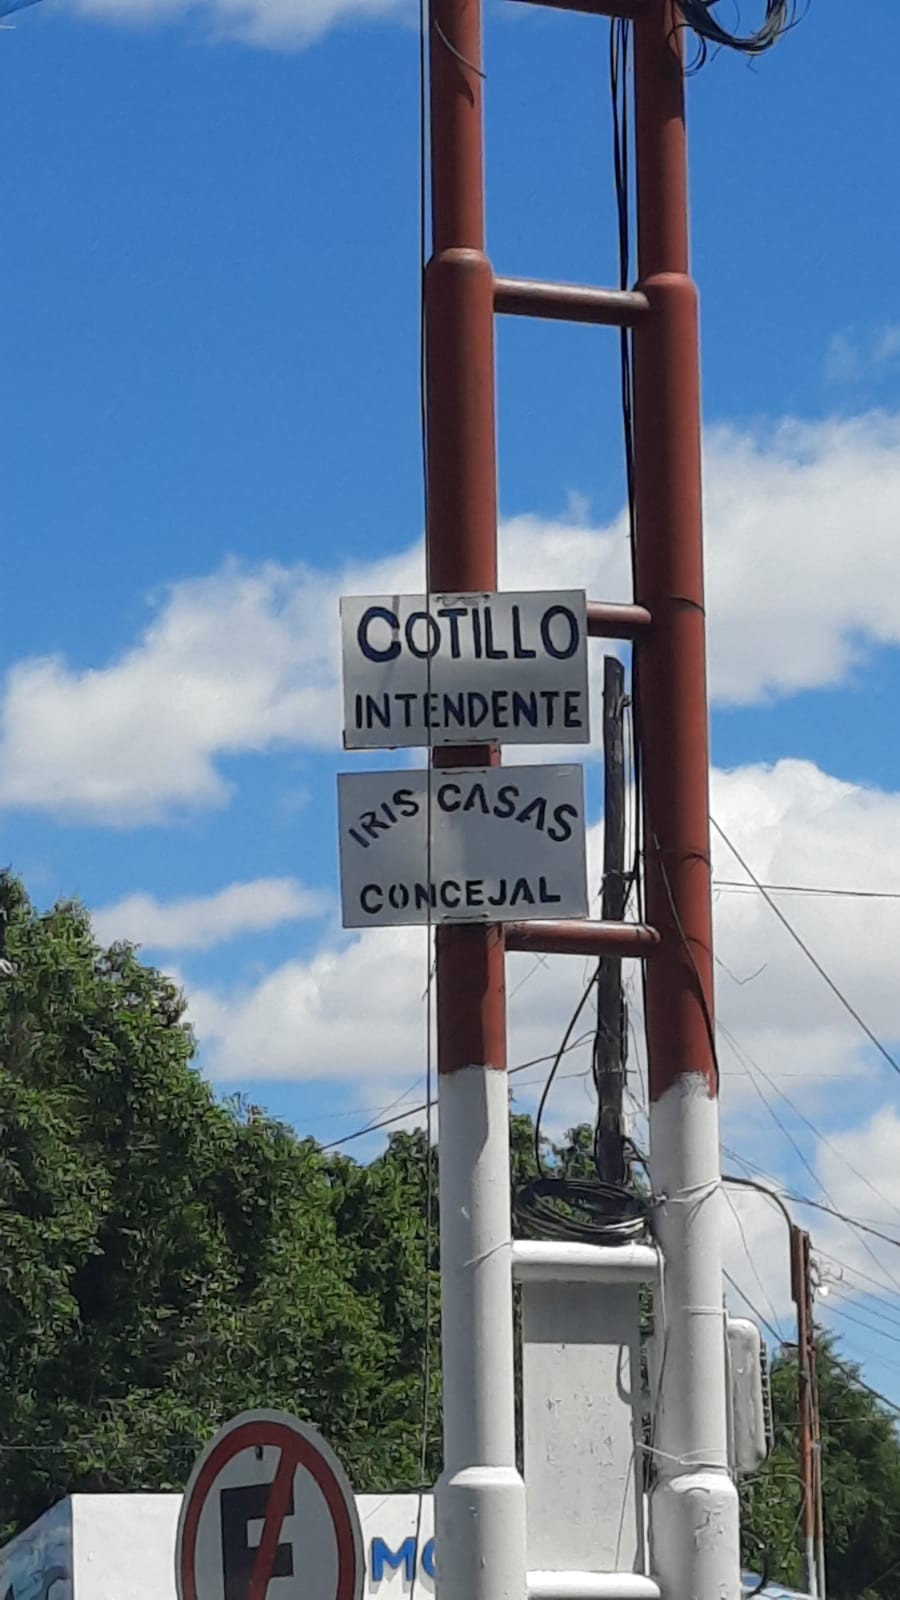 COTILLO
INTENDENTE
IRIS CASAS
CONCEJAL
E